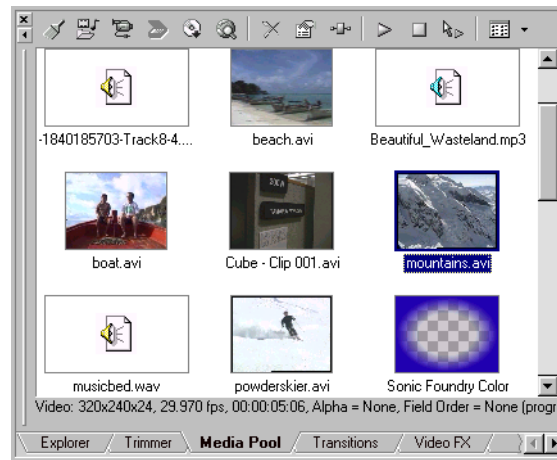 -1840185703-Track8-4....
beach.avi
Beautiful_Wasteland.mp3
boat.avi
Cube - Clip 001.avi
mountains.avi
musicbed.wav
powderskier.avi
Sonic Foundry Color
Video: 320x240x24, 29.970 fps, 00:00:05:06, Alpha = None, Field Order = None (progr
Explorer
Trimmer
Media Pool
Transitions
Video FX